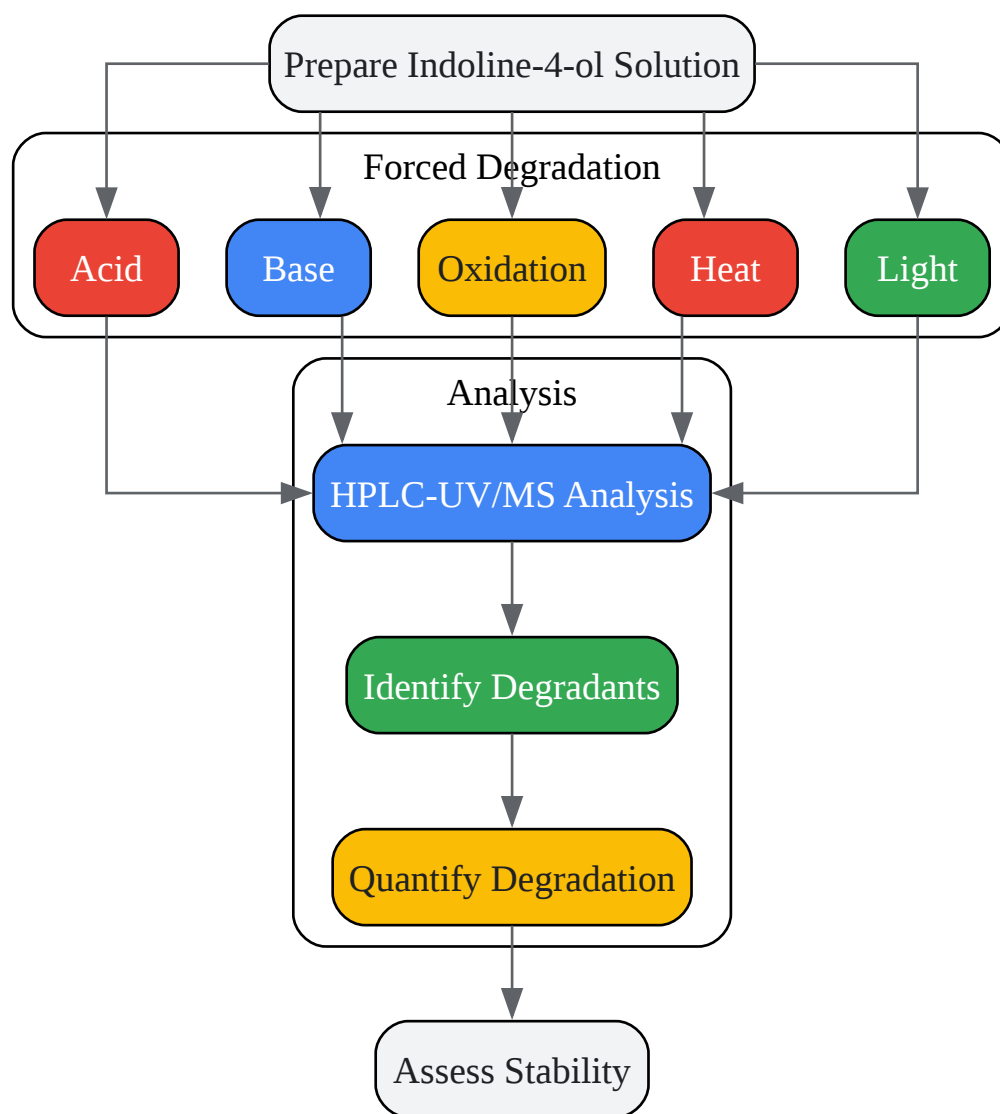 Prepare Indoline-4-ol Solution
Forced Degradation
Acid
Base
Oxidation
Heat
Light
Analysis
HPLC-UV/MS Analysis
Identify Degradants
Quantify Degradation
Assess Stability